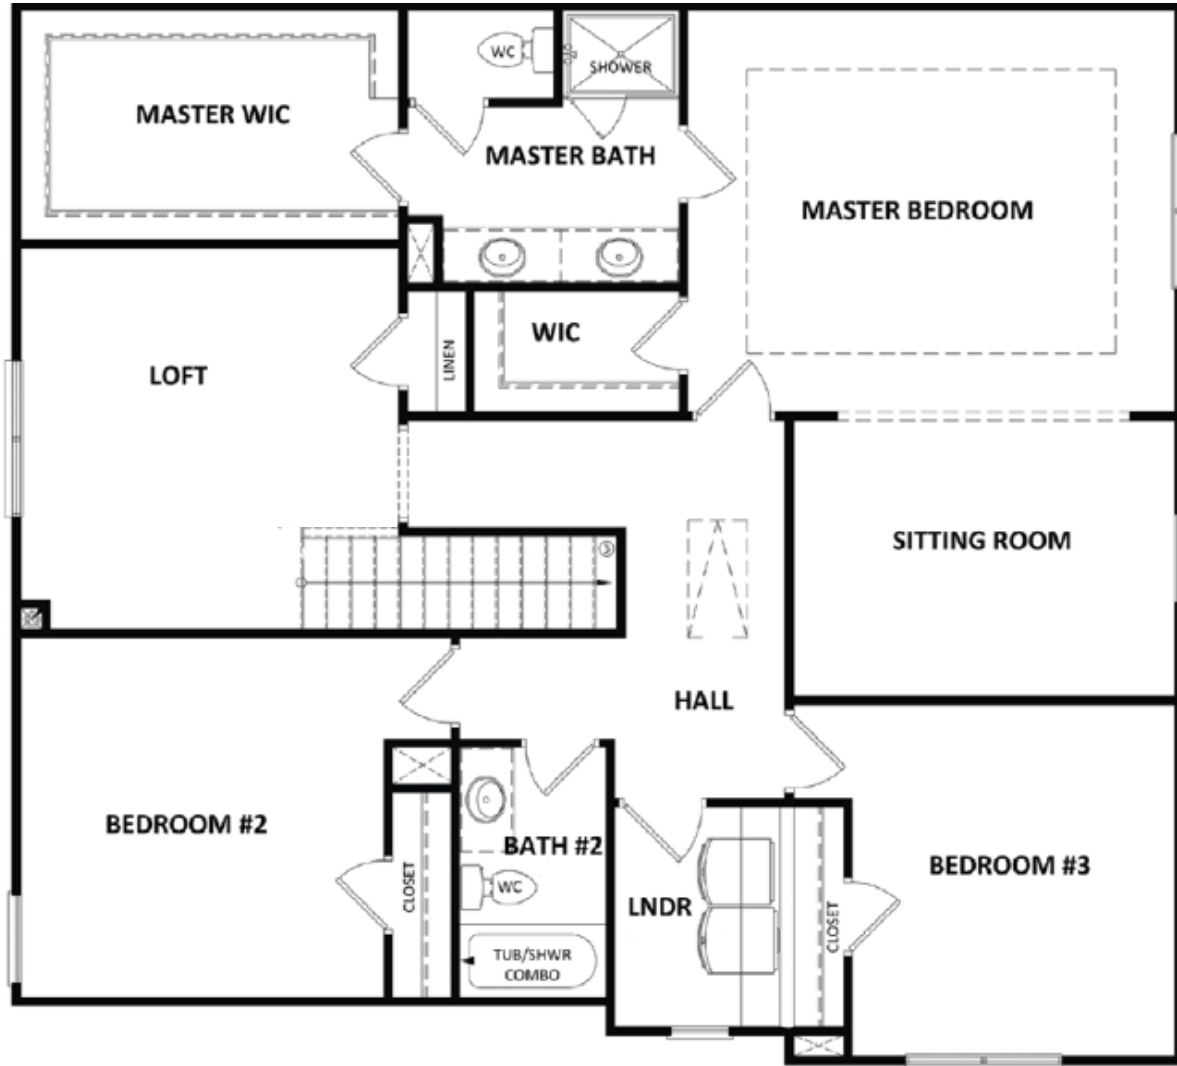 WC
SHOWER
MASTER WIC
MASTER BATH
MASTER BEDROOM
WIC
LINEN
LOFT
SITTING ROOM
HALL
BEDROOM #2
BATH #2
BEDROOM #3
CLOSET
WC
LNDR
CLOSET
TUB/SHWR
COMBO